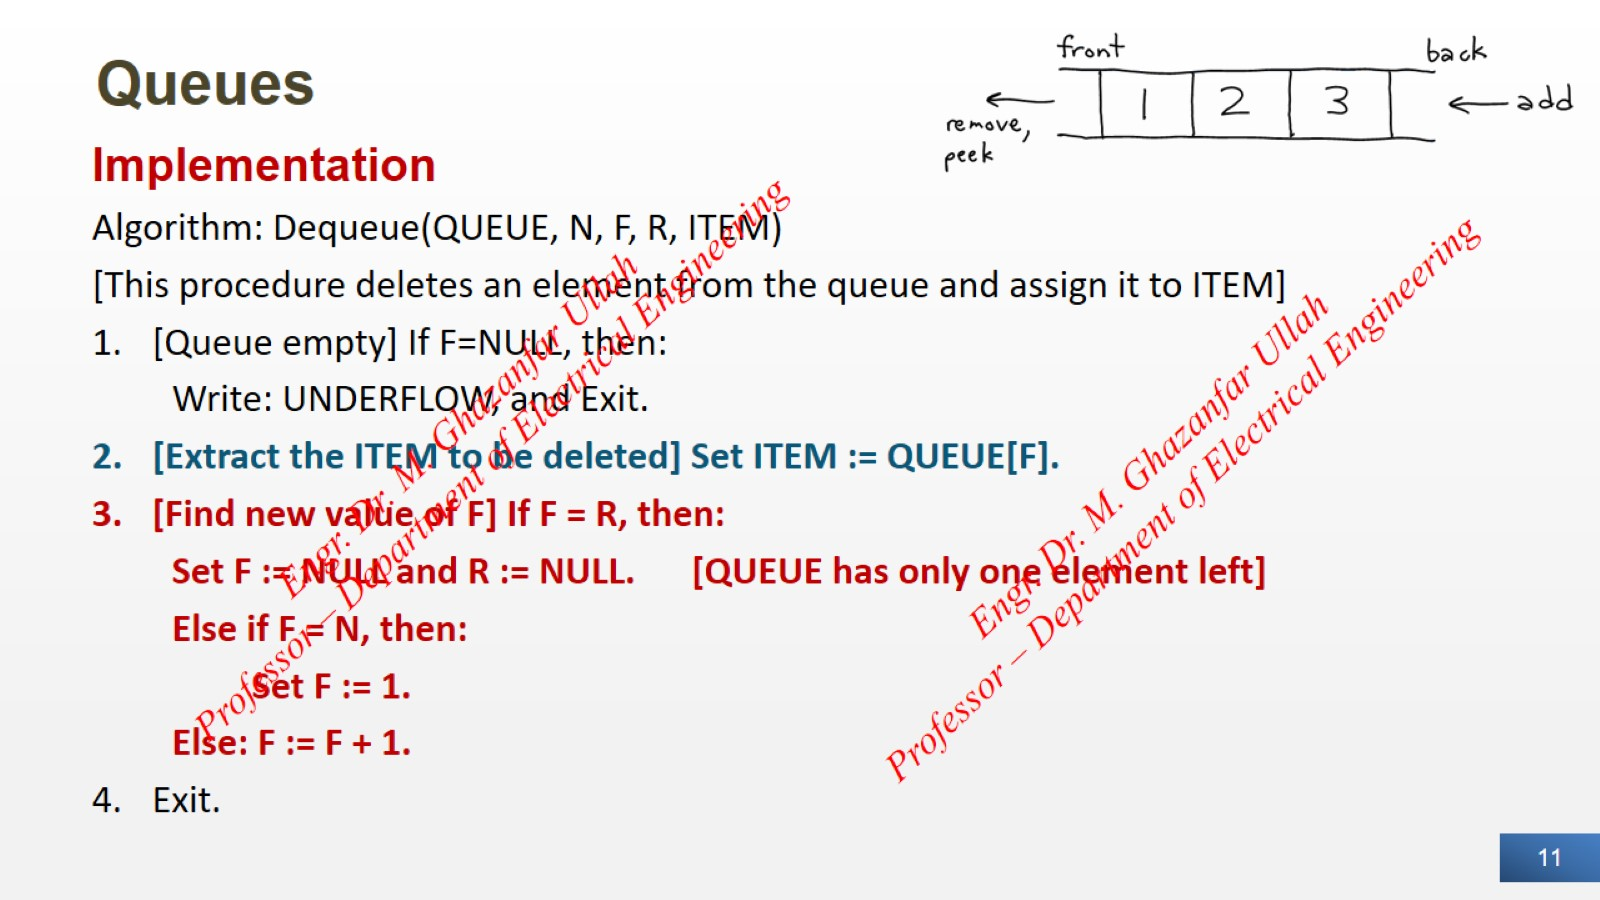 Queues
front
back
1 2 3
add
remove,
peek
Implementation
Algorithm: Dequeue(QUEUE, N, F, R, ITEM)
[This procedure deletes an element from the queue and assign it to ITEM]
1. [Queue empty] If F=NULL, then:
Write: UNDERFLOW, and Exit.
2. [Extract the ITEM to be deleted] Set ITEM := QUEUE[F].
3. [Find new value of F] If F = R, then:
Set F := NULL and R := NULL. [QUEUE has only one element left]
Else if F = N, then:
Set F := 1.
Else: F := F + 1.
4. Exit.
Engr. Dr. M. Ghazanfar Ullah
Professor – Department of Electrical Engineering
Engr. Dr. M. Ghazanfar Ullah
Professor – Department of Electrical Engineering
11